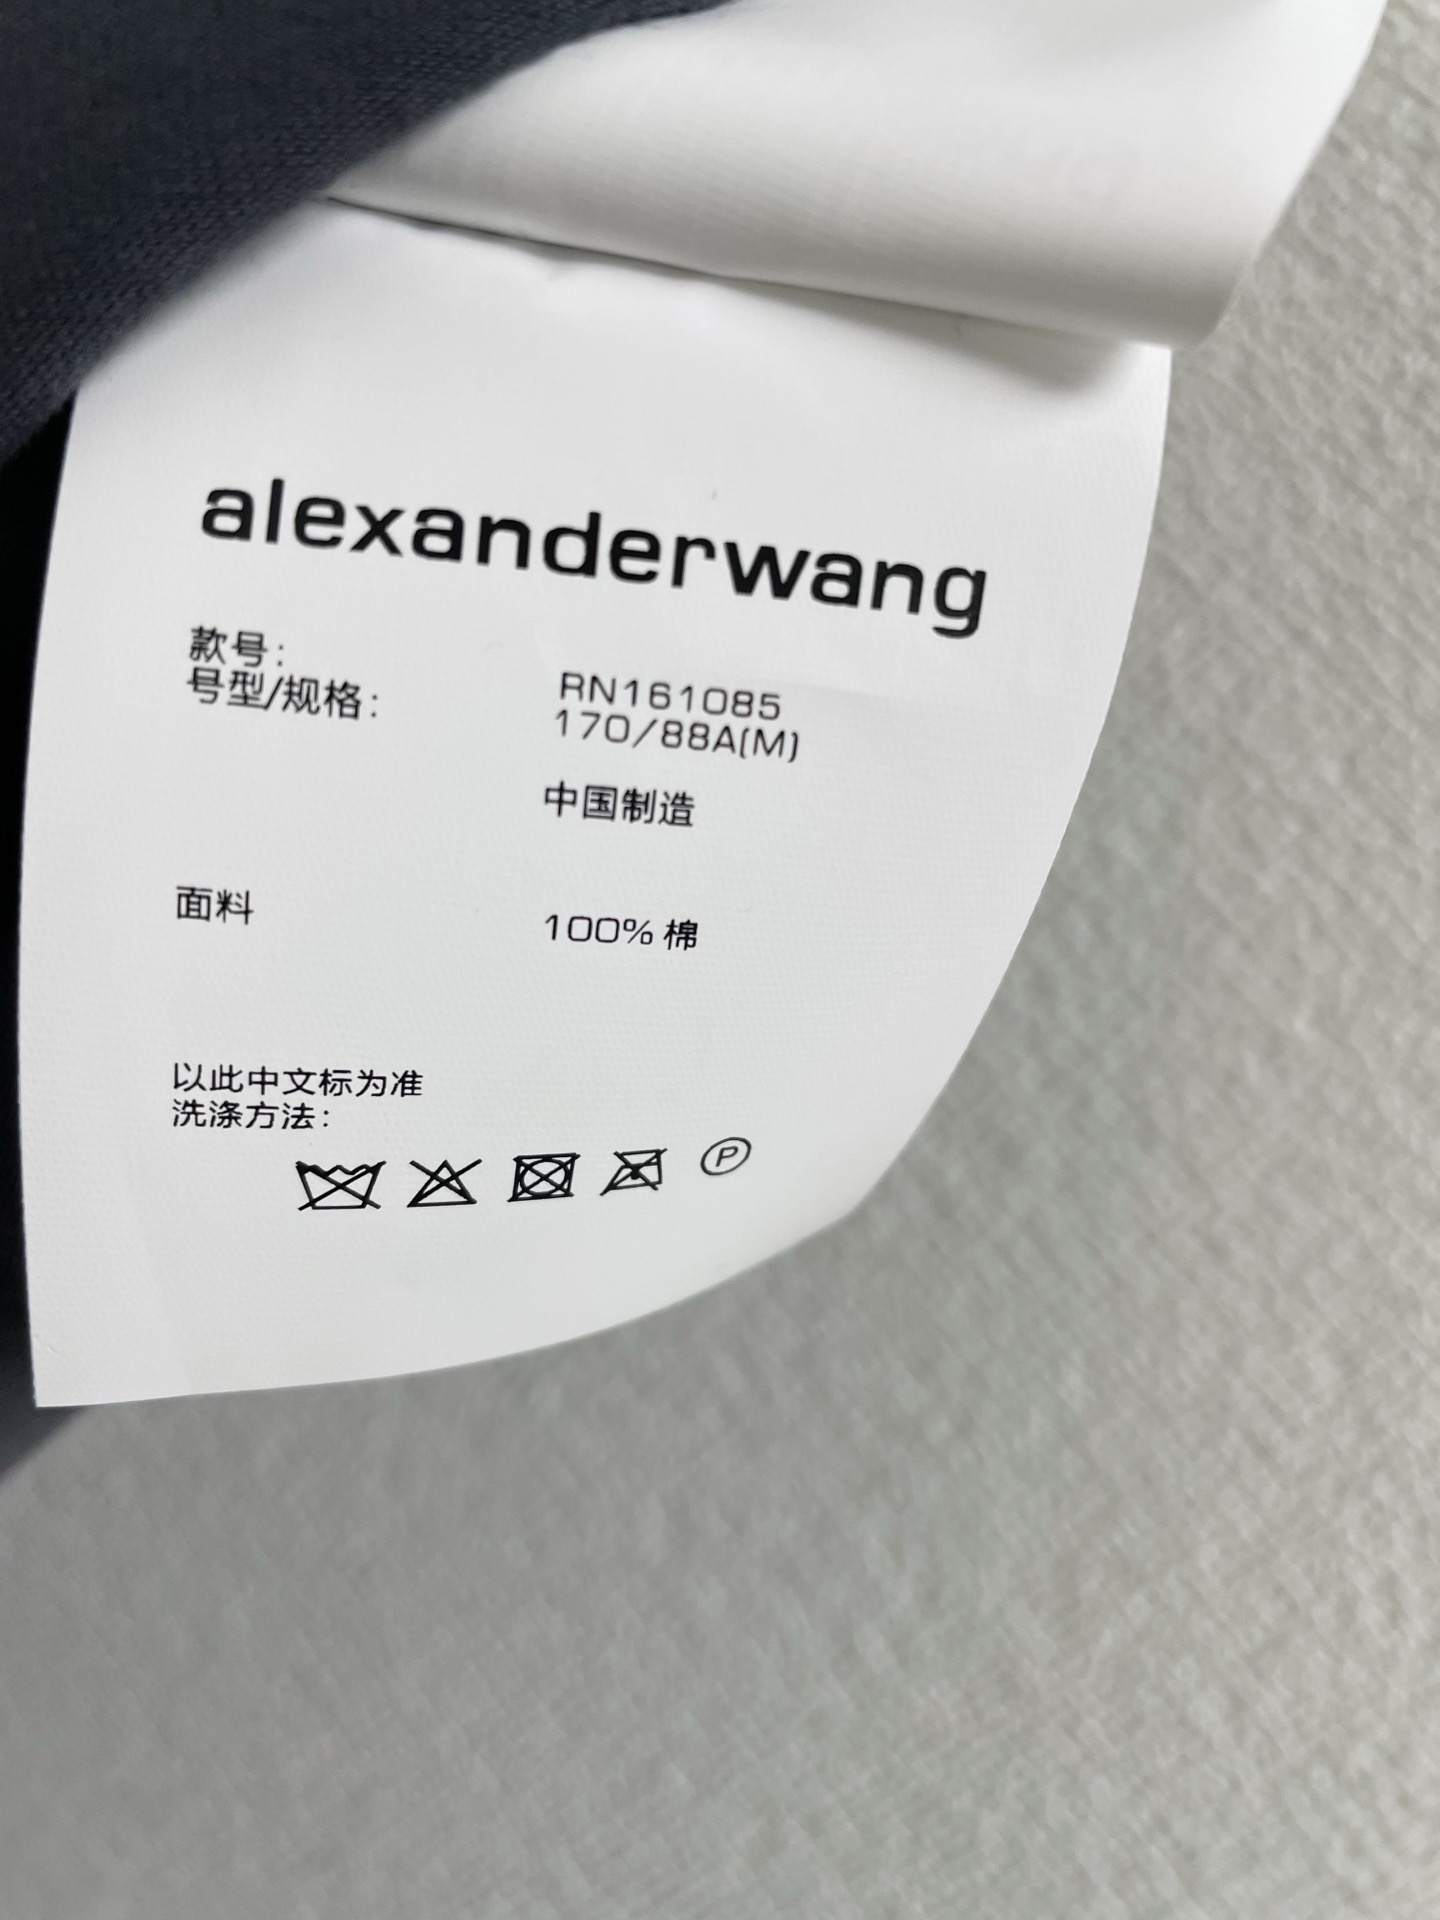 alexanderwang
款号: RN161085
号型/规格: 170/88A(M)
中国制造
面料 100% 棉
以此中文标为准
洗涤方法:
P